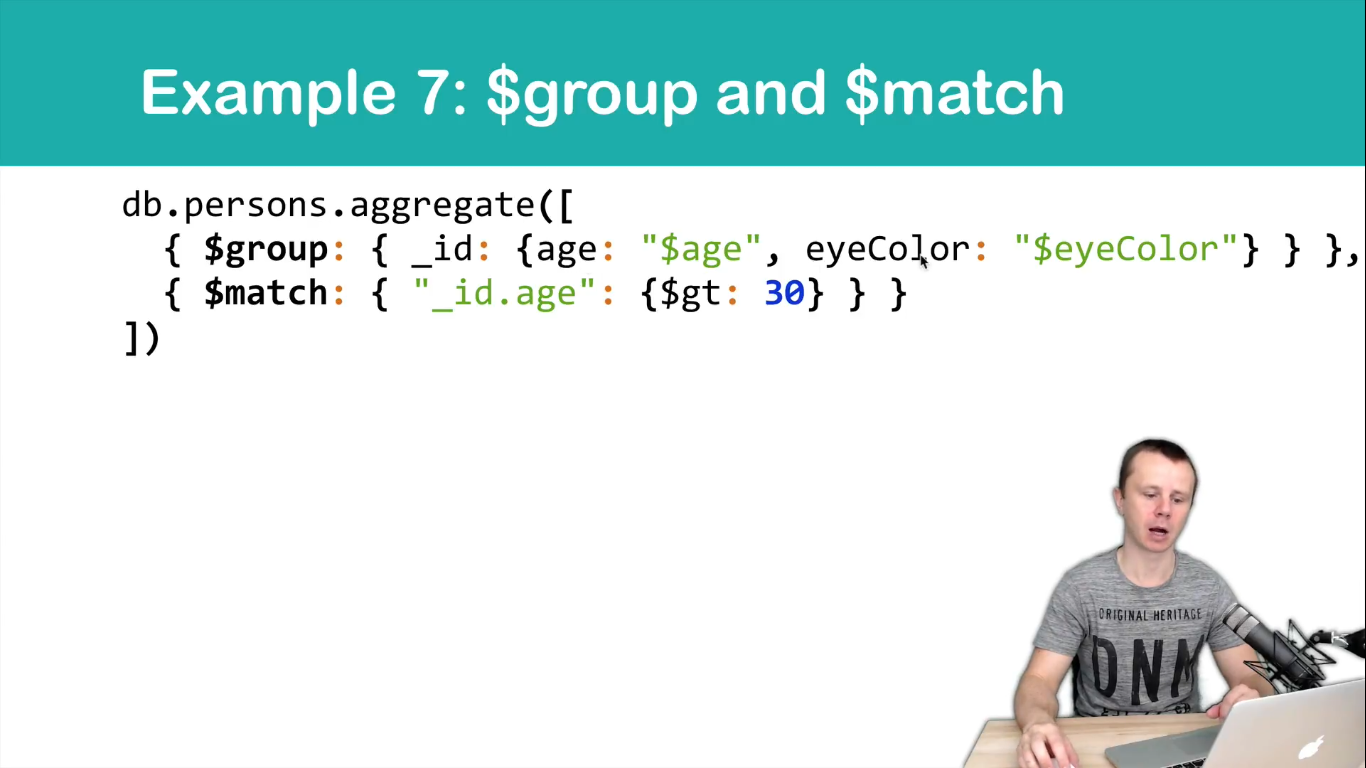 Example 7: $group and $match
db.persons.aggregate([
{ $group: { _id: {age: "$age", eyeColor: "$eyeColor"} } },
{ $match: { "_id.age": {$gt: 30} } }
])
ORIGINAL HERITAGE
DNM